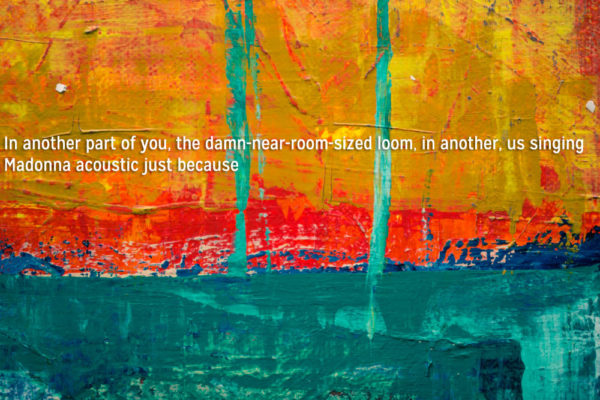 In another part of you, the damn-near-room-sized loom, in another, us singing
Madonna acoustic just because